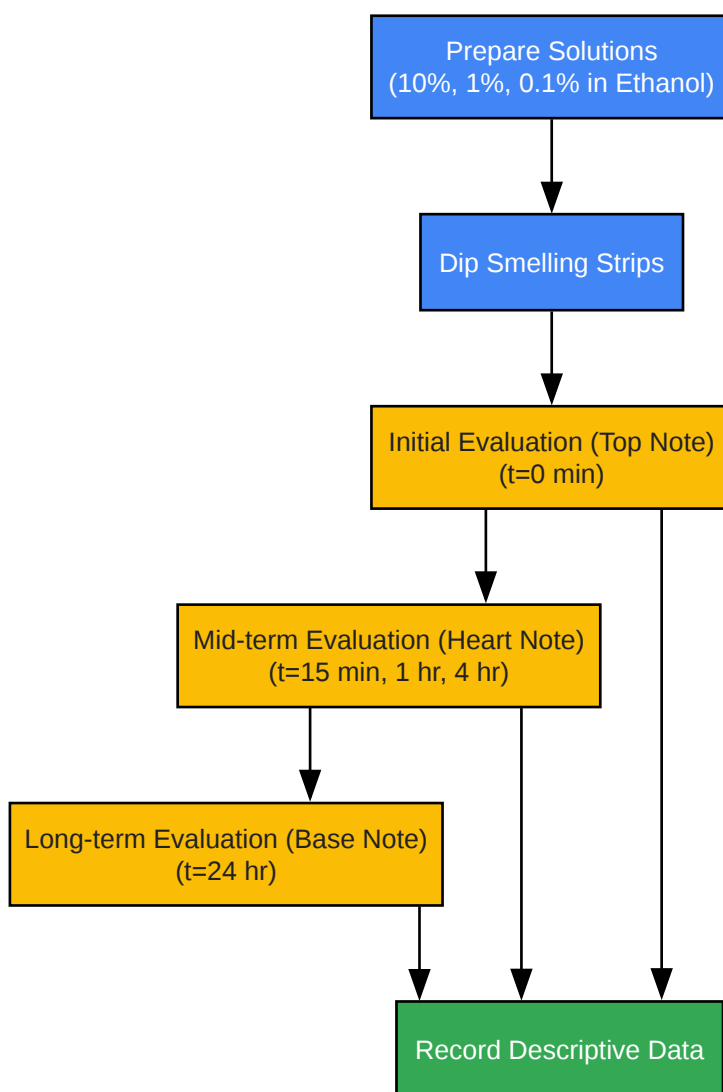 Prepare Solutions
(10%, 1%, 0.1% in Ethanol)
Dip Smelling Strips
Initial Evaluation (Top Note)
(t=0 min)
Mid-term Evaluation (Heart Note)
(t=15 min, 1 hr, 4 hr)
Long-term Evaluation (Base Note)
(t=24 hr)
Record Descriptive Data